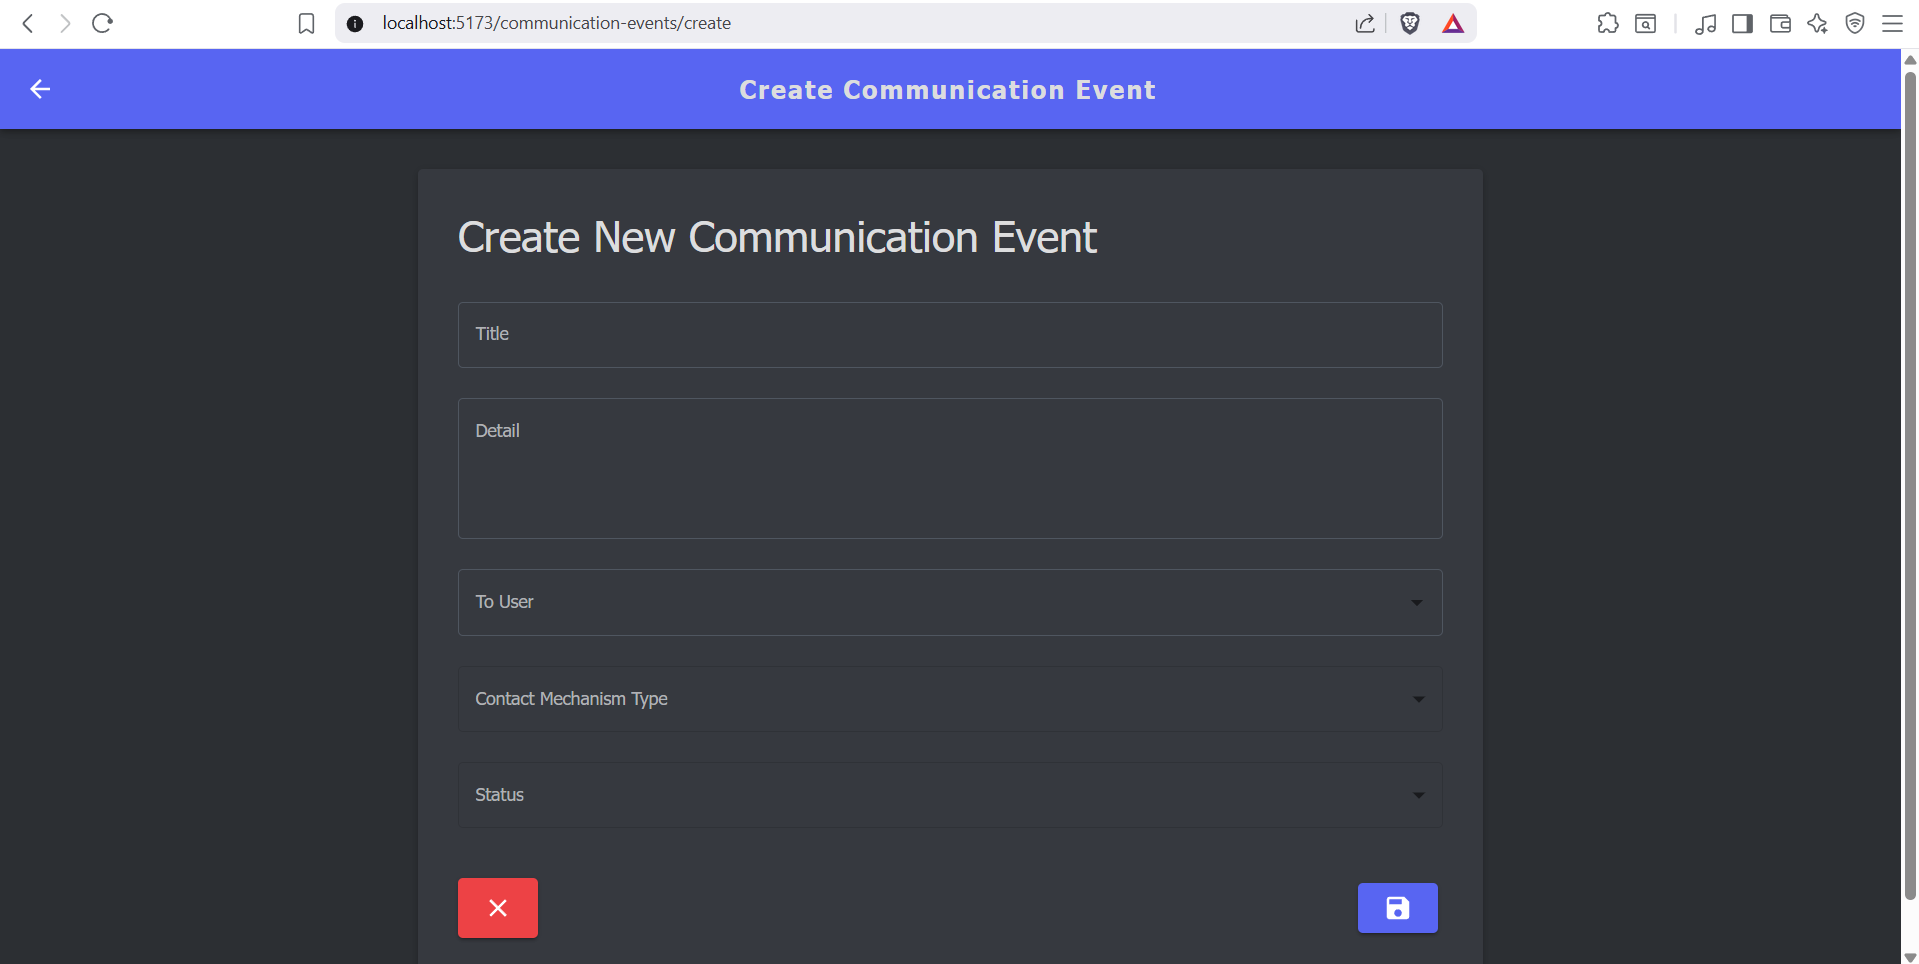 localhost:5173/communication-events/create
Create Communication Event
Create New Communication Event
Title
Detail
To User
Contact Mechanism Type
Status